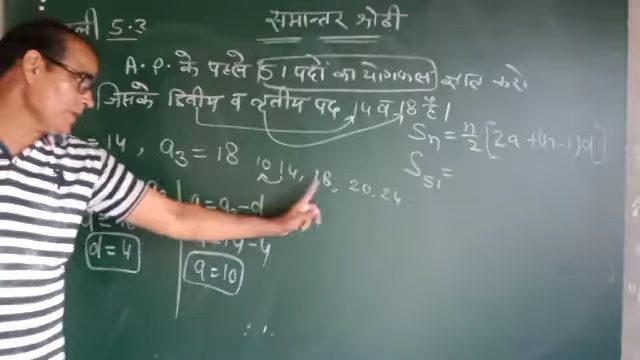 5.3 समान्तर श्रेढ़ी
A.P. के पहले 51 पदों का योगफल ज्ञात करो
जिसके द्वितीय व तृतीय पद 14 व 18 है।
= 14, a₃ = 18 10 14, 18, 20, 24
Sn = n/2 [2a + (n-1)d]
S₅₁ =
d = 4
a = 10